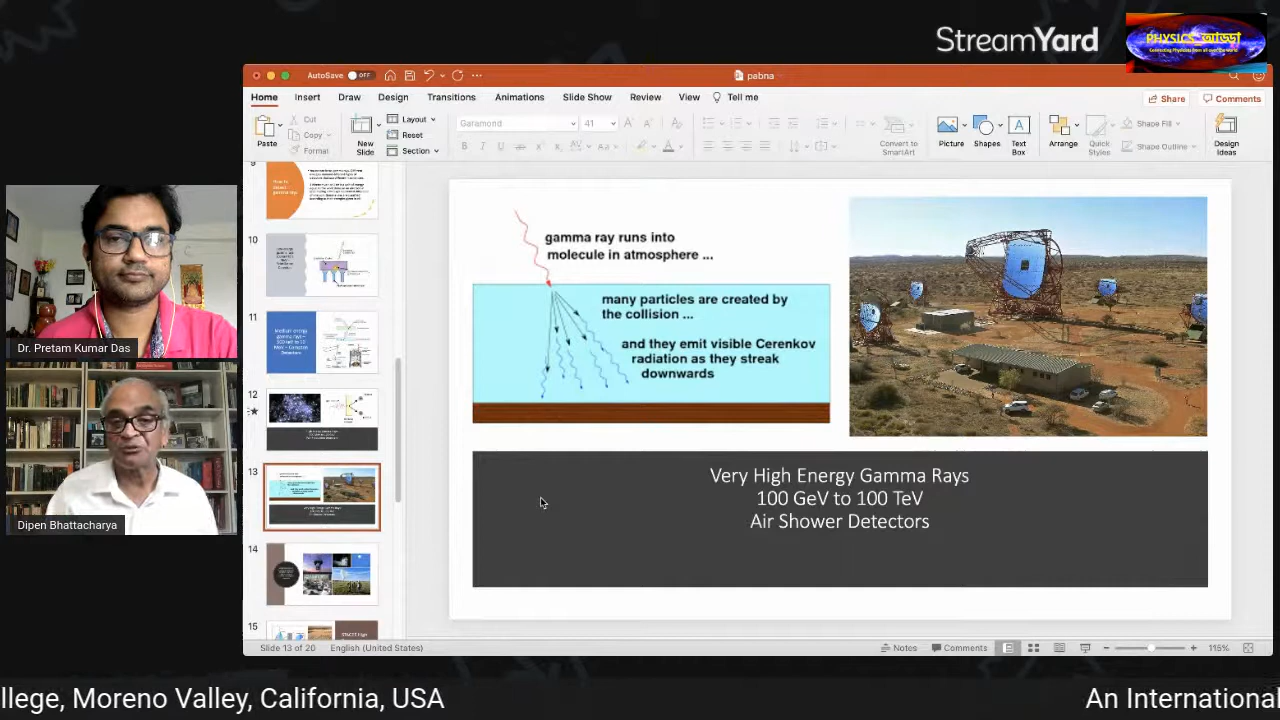 StreamYard
PHYSICS_আড্ডা
AutoSave OFF
pabna
Home Insert Draw Design Transitions Animations Slide Show Review View Tell me
Share Comments
Paste
Cut
Copy
Format
New
Slide
Layout
Reset
Section
Garamond 41
Convert to
SmartArt
Picture
Shapes
Text
Box
Arrange
Quick
Styles
Shape Fill
Shape Outline
Design
Ideas
9
10
11
12
13
14
15
gamma ray runs into
molecule in atmosphere ...
many particles are created by
the collision ...
and they emit visible Cerenkov
radiation as they streak
downwards
Very High Energy Gamma Rays
100 GeV to 100 TeV
Air Shower Detectors
Dr. Pretam Kumar Das
Dipen Bhattacharya
Slide 13 of 20 English (United States)
Notes Comments 115%
llege, Moreno Valley, California, USA
An International